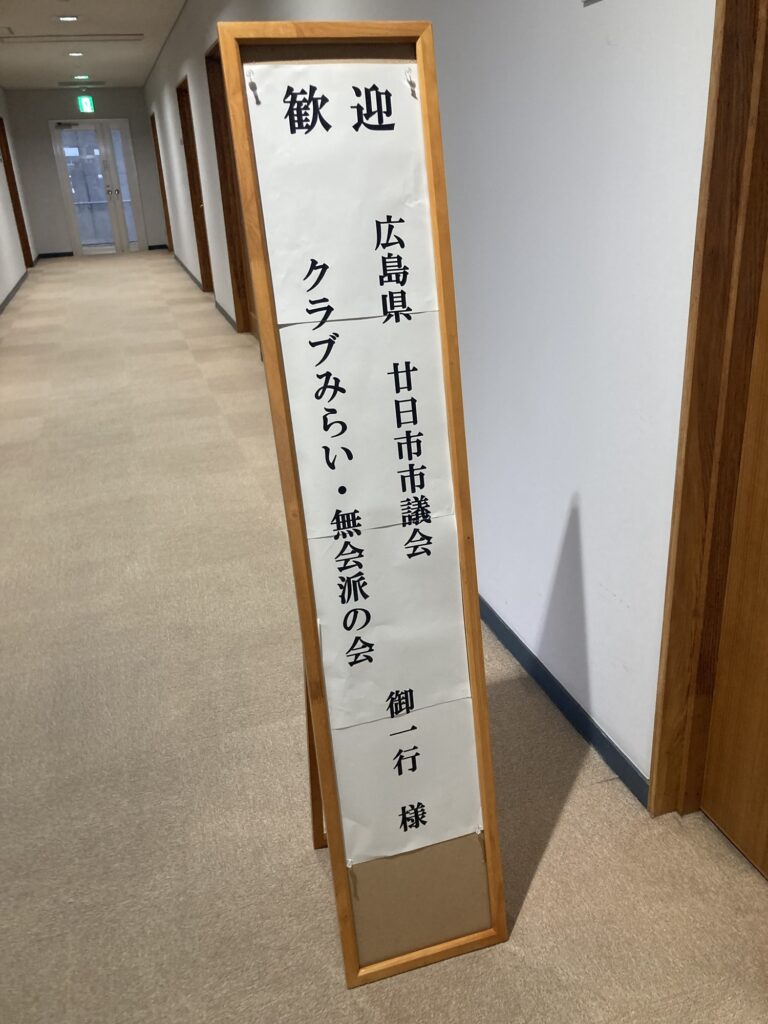 歓迎
広島県 廿日市市議会
クラブみらい・無会派の会
御一行 様